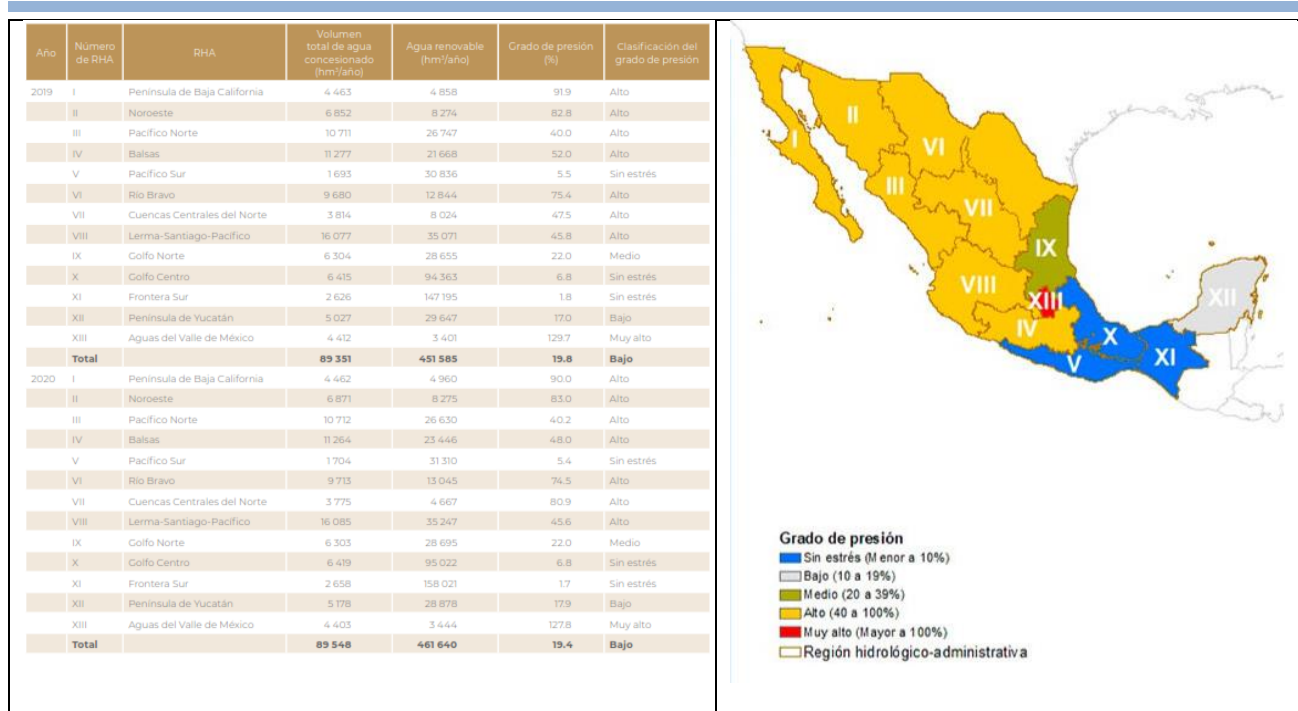 Año Número de RHA RHA Volumen total de agua concesionado (hm³/año) Agua renovable (hm³/año) Grado de presión (%) Clasificación del grado de presión
2019 I Península de Baja California 4 463 4 858 91.9 Alto
II Noroeste 6 852 8 274 82.8 Alto
III Pacífico Norte 10 711 26 747 40.0 Alto
IV Balsas 11 277 21 668 52.0 Alto
V Pacífico Sur 1 693 30 836 5.5 Sin estrés
VI Río Bravo 9 680 12 844 75.4 Alto
VII Cuencas Centrales del Norte 3 814 8 024 47.5 Alto
VIII Lerma-Santiago-Pacífico 16 077 35 071 45.8 Alto
IX Golfo Norte 6 304 28 655 22.0 Medio
X Golfo Centro 6 415 94 363 6.8 Sin estrés
XI Frontera Sur 2 626 147 195 1.8 Sin estrés
XII Península de Yucatán 5 027 29 647 17.0 Bajo
XIII Aguas del Valle de México 4 412 3 401 129.7 Muy alto
Total 89 351 451 585 19.8 Bajo
2020 I Península de Baja California 4 462 4 960 90.0 Alto
II Noroeste 6 871 8 275 83.0 Alto
III Pacífico Norte 10 712 26 630 40.2 Alto
IV Balsas 11 264 23 446 48.0 Alto
V Pacífico Sur 1 704 31 310 5.4 Sin estrés
VI Río Bravo 9 713 13 045 74.5 Alto
VII Cuencas Centrales del Norte 3 775 4 667 80.9 Alto
VIII Lerma-Santiago-Pacífico 16 085 35 247 45.6 Alto
IX Golfo Norte 6 303 28 695 22.0 Medio
X Golfo Centro 6 419 95 022 6.8 Sin estrés
XI Frontera Sur 2 658 158 021 1.7 Sin estrés
XII Península de Yucatán 5 178 28 878 17.9 Bajo
XIII Aguas del Valle de México 4 403 3 444 127.8 Muy alto
Total 89 548 461 640 19.4 Bajo
I
II
VI
III
VII
IX
VIII
XIII
XII
IV
X
V
XI
Grado de presión
Sin estrés (Menor a 10%)
Bajo (10 a 19%)
Medio (20 a 39%)
Alto (40 a 100%)
Muy alto (Mayor a 100%)
Región hidrológico-administrativa